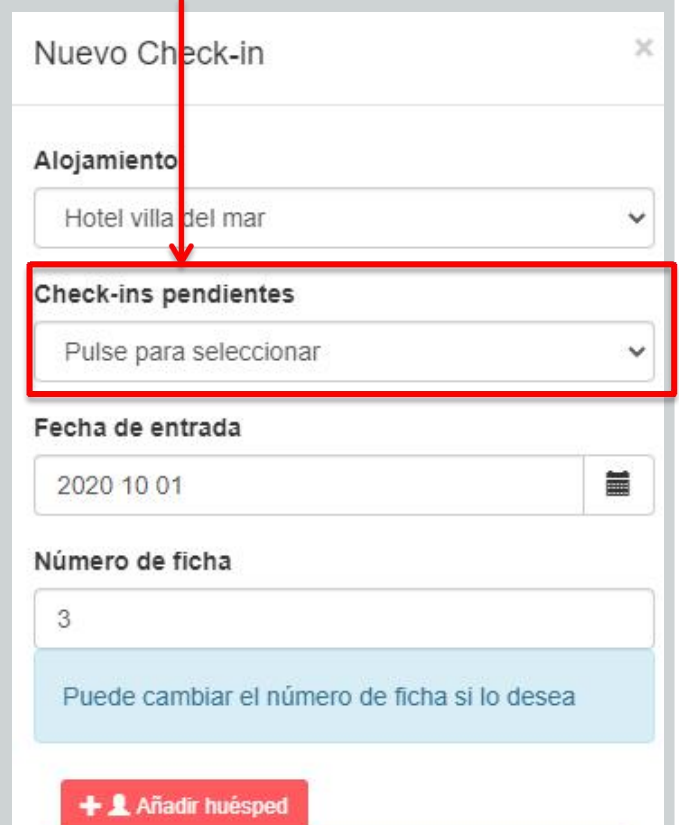 Nuevo Check-in ×
Alojamiento
Hotel villa del mar
Check-ins pendientes
Pulse para seleccionar
Fecha de entrada
2020 10 01
Número de ficha
3
Puede cambiar el número de ficha si lo desea
+ Añadir huésped